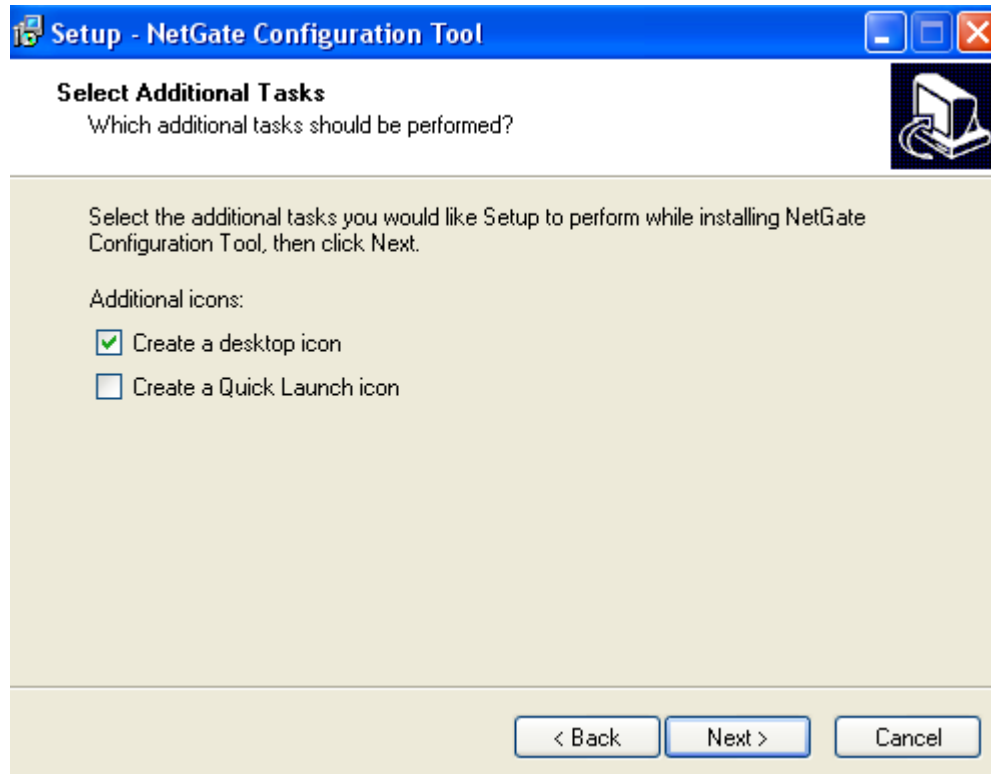 Setup - NetGate Configuration Tool
Select Additional Tasks
Which additional tasks should be performed?
Select the additional tasks you would like Setup to perform while installing NetGate
Configuration Tool, then click Next.
Additional icons:
Create a desktop icon
Create a Quick Launch icon
< Back
Next >
Cancel